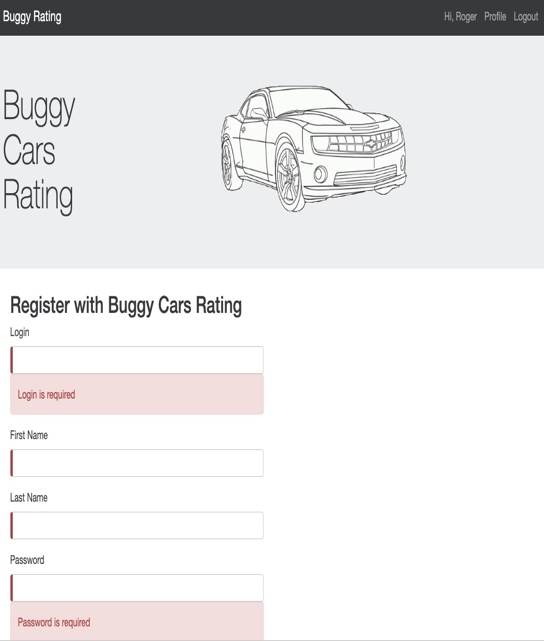 Buggy Rating
Hi, Roger Profile Logout
Buggy
Cars
Rating
Register with Buggy Cars Rating
Login
Login is required
First Name
Last Name
Password
Password is required